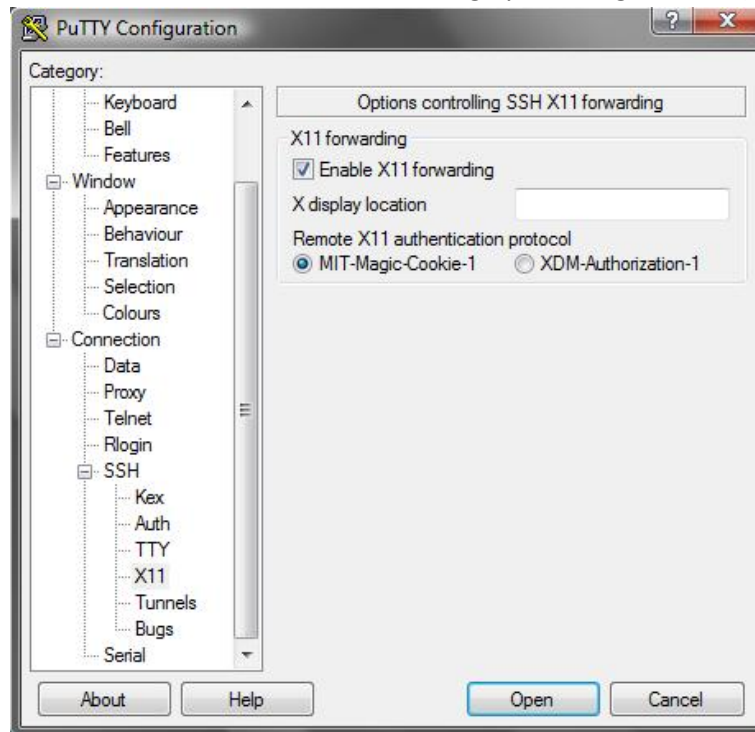 PuTTY Configuration
Category:
Keyboard
Bell
Features
Window
Appearance
Behaviour
Translation
Selection
Colours
Connection
Data
Proxy
Telnet
Rlogin
SSH
Kex
Auth
TTY
X11
Tunnels
Bugs
Serial
Options controlling SSH X11 forwarding
X11 forwarding
Enable X11 forwarding
X display location
Remote X11 authentication protocol
MIT-Magic-Cookie-1 XDM-Authorization-1
About Help Open Cancel